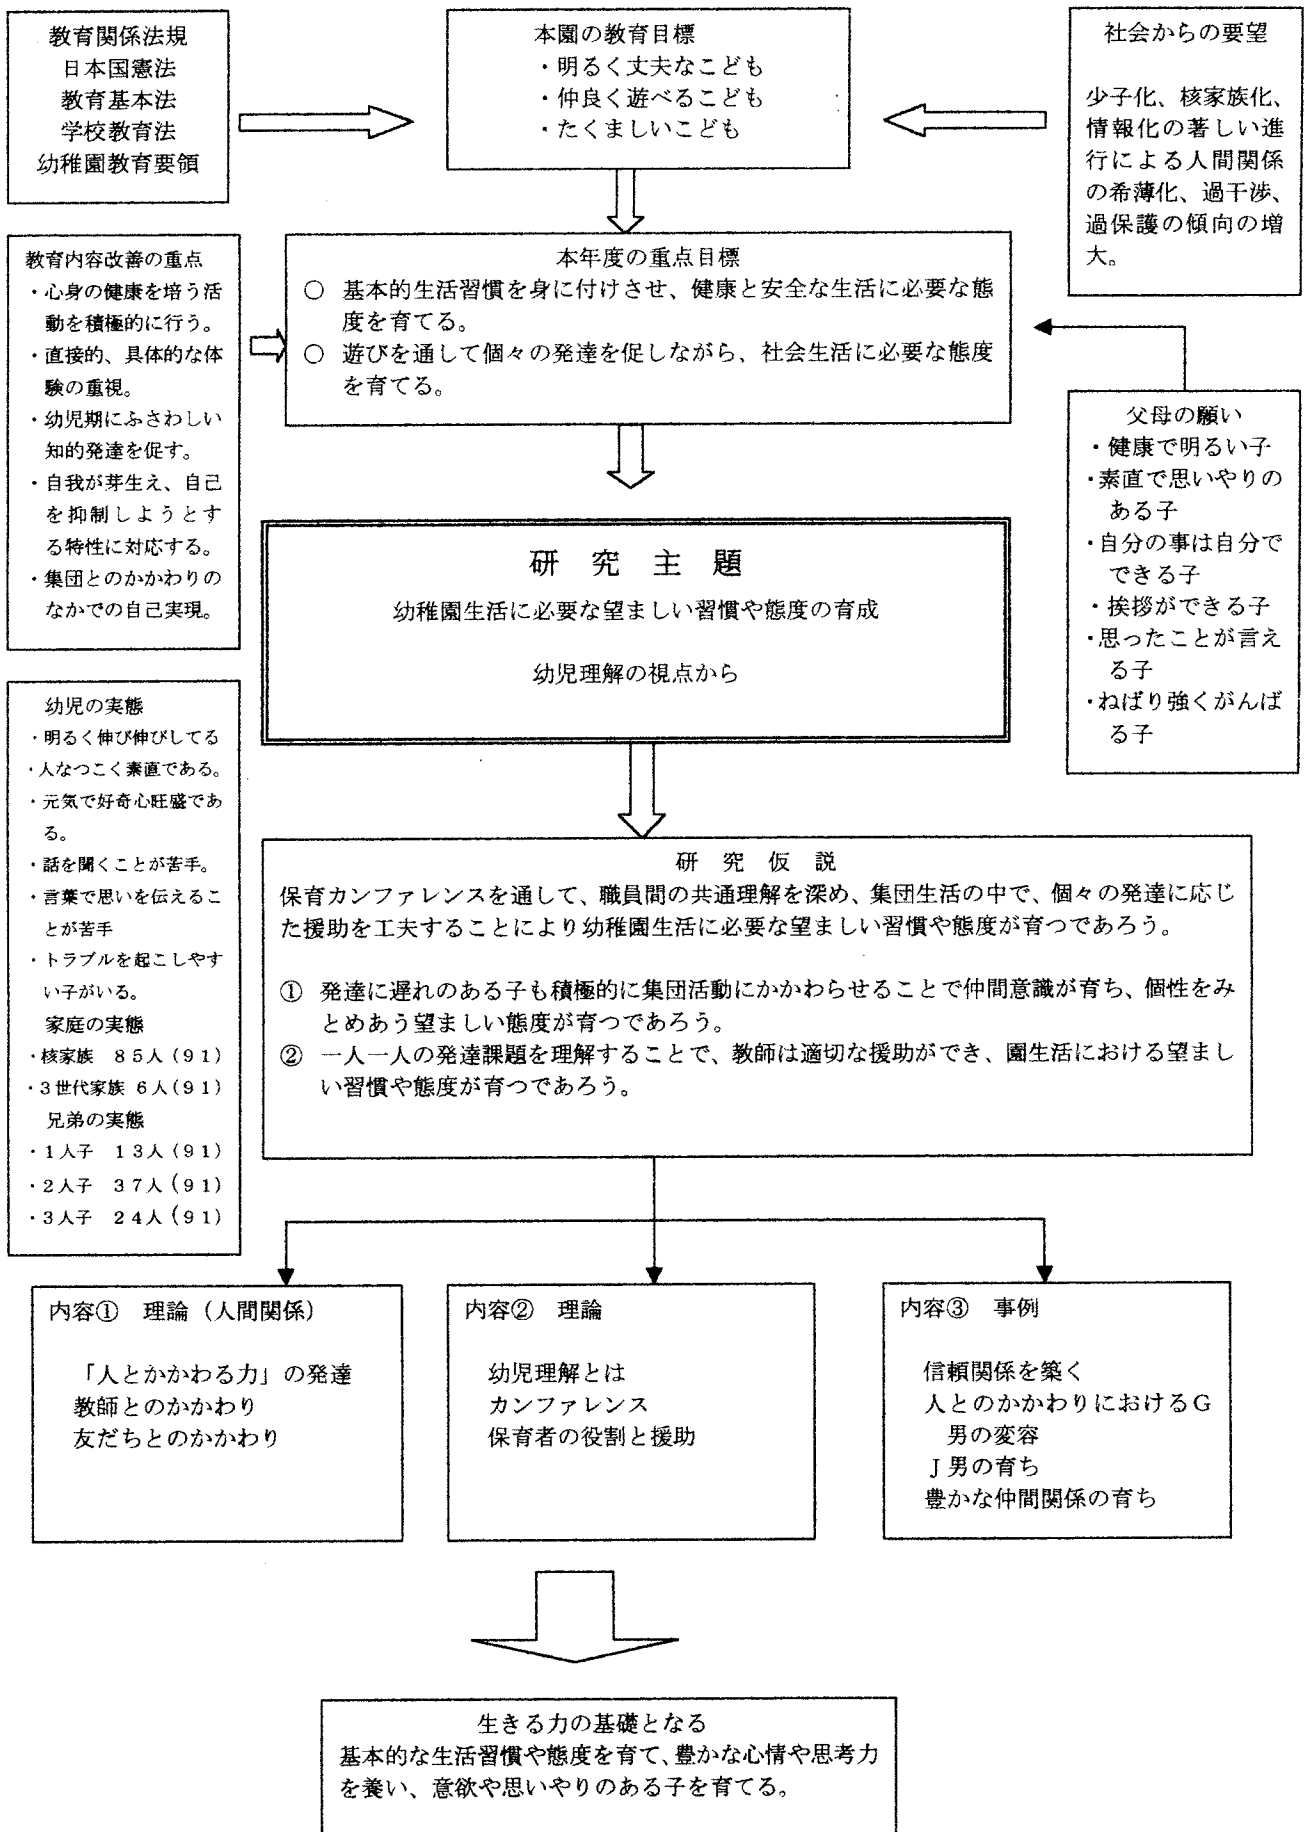 教育関係法規
日本国憲法
教育基本法
学校教育法
幼稚園教育要領
本園の教育目標
・明るく丈夫なこども
・仲良く遊べるこども
・たくましいこども
社会からの要望
少子化、核家族化、
情報化の著しい進
行による人間関係
の希薄化、過干渉、
過保護の傾向の増
大。
教育内容改善の重点
・心身の健康を培う活
動を積極的に行う。
・直接的、具体的な体
験の重視。
・幼児期にふさわしい
知的発達を促す。
・自我が芽生え、自己
を抑制しようとす
る特性に対応する。
・集団とのかかわりの
なかでの自己実現。
本年度の重点目標
○ 基本的生活習慣を身に付けさせ、健康と安全な生活に必要な態
度を育てる。
○ 遊びを通して個々の発達を促しながら、社会生活に必要な態度
を育てる。
父母の願い
・健康で明るい子
・素直で思いやりの
ある子
・自分の事は自分で
できる子
・挨拶ができる子
・思ったことが言え
る子
・ねばり強くがんば
る子
研究主題
幼稚園生活に必要な望ましい習慣や態度の育成
幼児理解の視点から
幼児の実態
・明るく伸び伸びしてる
・人なつこく素直である。
・元気で好奇心旺盛であ
る。
・話を聞くことが苦手。
・言葉で思いを伝えるこ
とが苦手
・トラブルを起こしやす
い子がいる。
家庭の実態
・核家族 85人(91)
・3世代家族 6人(91)
兄弟の実態
・1人子 13人(91)
・2人子 37人(91)
・3人子 24人(91)
研究仮説
保育カンファレンスを通して、職員間の共通理解を深め、集団生活の中で、個々の発達に応じ
た援助を工夫することにより幼稚園生活に必要な望ましい習慣や態度が育つであろう。
① 発達に遅れのある子も積極的に集団活動にかかわらせることで仲間意識が育ち、個性をみ
とめあう望ましい態度が育つであろう。
② 一人一人の発達課題を理解することで、教師は適切な援助ができ、園生活における望まし
い習慣や態度が育つであろう。
内容① 理論（人間関係）
「人とかかわる力」の発達
教師とのかかわり
友だちとのかかわり
内容② 理論
幼児理解とは
カンファレンス
保育者の役割と援助
内容③ 事例
信頼関係を築く
人とのかかわりにおけるG
男の変容
J男の育ち
豊かな仲間関係の育ち
生きる力の基礎となる
基本的な生活習慣や態度を育て、豊かな心情や思考力
を養い、意欲や思いやりのある子を育てる。